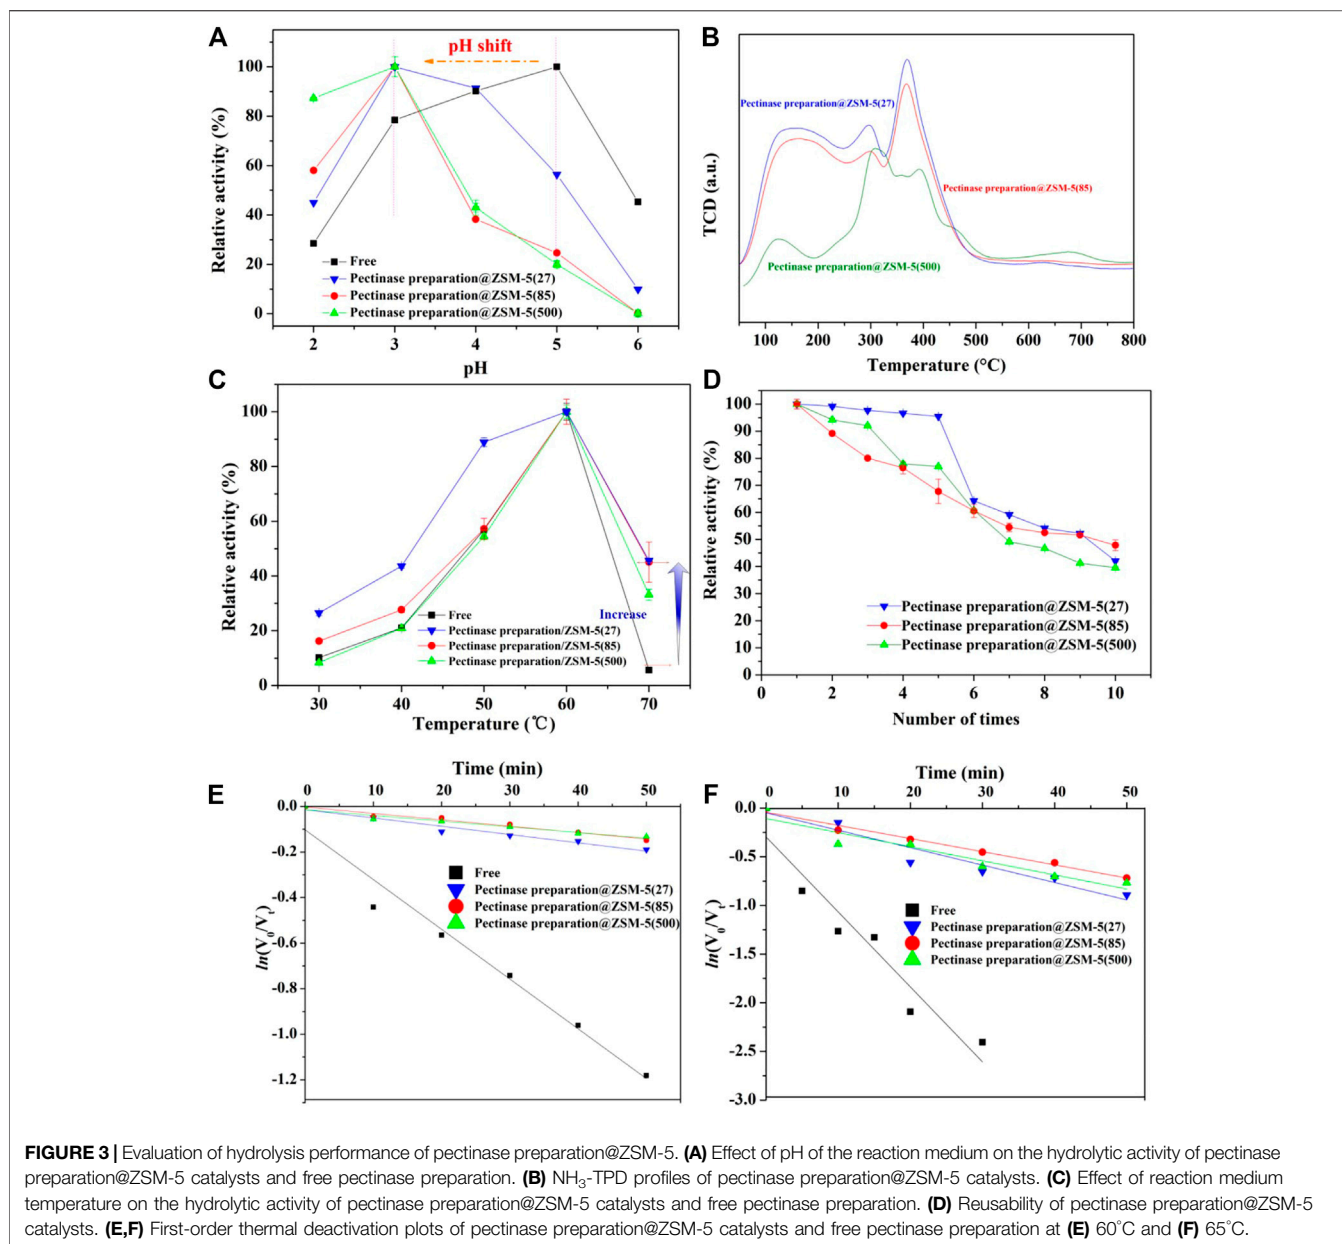 A
pH shift
Relative activity (%)
100
80
60
40
20
0
Free
Pectinase preparation@ZSM-5(27)
Pectinase preparation@ZSM-5(85)
Pectinase preparation@ZSM-5(500)
2 3 4 5 6
pH
B
TCD (a.u.)
Pectinase preparation@ZSM-5(27)
Pectinase preparation@ZSM-5(85)
Pectinase preparation@ZSM-5(500)
100 200 300 400 500 600 700 800
Temperature (°C)
C
Relative activity (%)
100
80
60
40
20
0
Increase
Free
Pectinase preparation/ZSM-5(27)
Pectinase preparation/ZSM-5(85)
Pectinase preparation/ZSM-5(500)
30 40 50 60 70
Temperature (℃)
D
Relative activity (%)
100
90
80
70
60
50
40
30
20
10
0
Pectinase preparation@ZSM-5(27)
Pectinase preparation@ZSM-5(85)
Pectinase preparation@ZSM-5(500)
0 2 4 6 8 10
Number of times
E
Time (min)
0 10 20 30 40 50
ln(V0/Vt)
0.0
-0.2
-0.4
-0.6
-0.8
-1.0
-1.2
Free
Pectinase preparation@ZSM-5(27)
Pectinase preparation@ZSM-5(85)
Pectinase preparation@ZSM-5(500)
F
Time (min)
0 10 20 30 40 50
ln(V0/Vt)
0.0
-0.5
-1.0
-1.5
-2.0
-2.5
-3.0
Free
Pectinase preparation@ZSM-5(27)
Pectinase preparation@ZSM-5(85)
Pectinase preparation@ZSM-5(500)
FIGURE 3 | Evaluation of hydrolysis performance of pectinase preparation@ZSM-5. (A) Effect of pH of the reaction medium on the hydrolytic activity of pectinase
preparation@ZSM-5 catalysts and free pectinase preparation. (B) NH3-TPD profiles of pectinase preparation@ZSM-5 catalysts. (C) Effect of reaction medium
temperature on the hydrolytic activity of pectinase preparation@ZSM-5 catalysts and free pectinase preparation. (D) Reusability of pectinase preparation@ZSM-5
catalysts. (E,F) First-order thermal deactivation plots of pectinase preparation@ZSM-5 catalysts and free pectinase preparation at (E) 60°C and (F) 65°C.